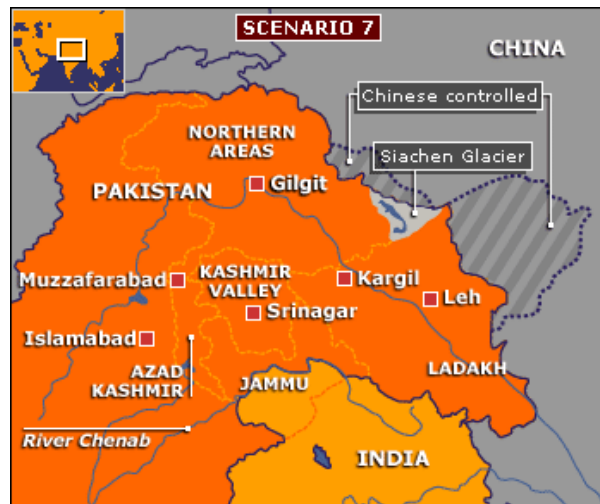 SCENARIO 7
CHINA
Chinese controlled
NORTHERN
AREAS
Siachen Glacier
PAKISTAN
Gilgit
Muzzafarabad
KASHMIR
VALLEY
Kargil
Leh
Srinagar
Islamabad
AZAD
KASHMIR
LADAKH
JAMMU
River Chenab
INDIA